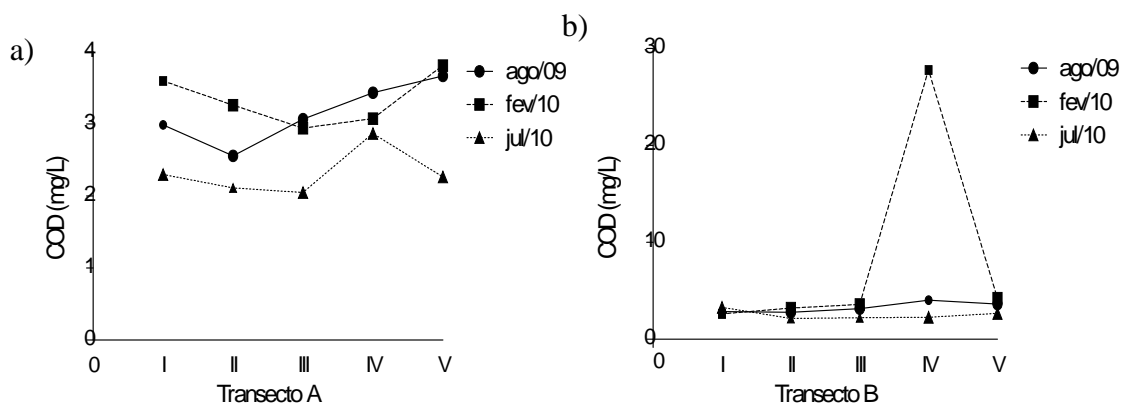 a)
COD (mg/L)
4
3
2
1
0
0 I II III IV V
Transecto A
ago/09
fev/10
jul/10
b)
COD (mg/L)
30
20
10
0
0 I II III IV V
Transecto B
ago/09
fev/10
jul/10